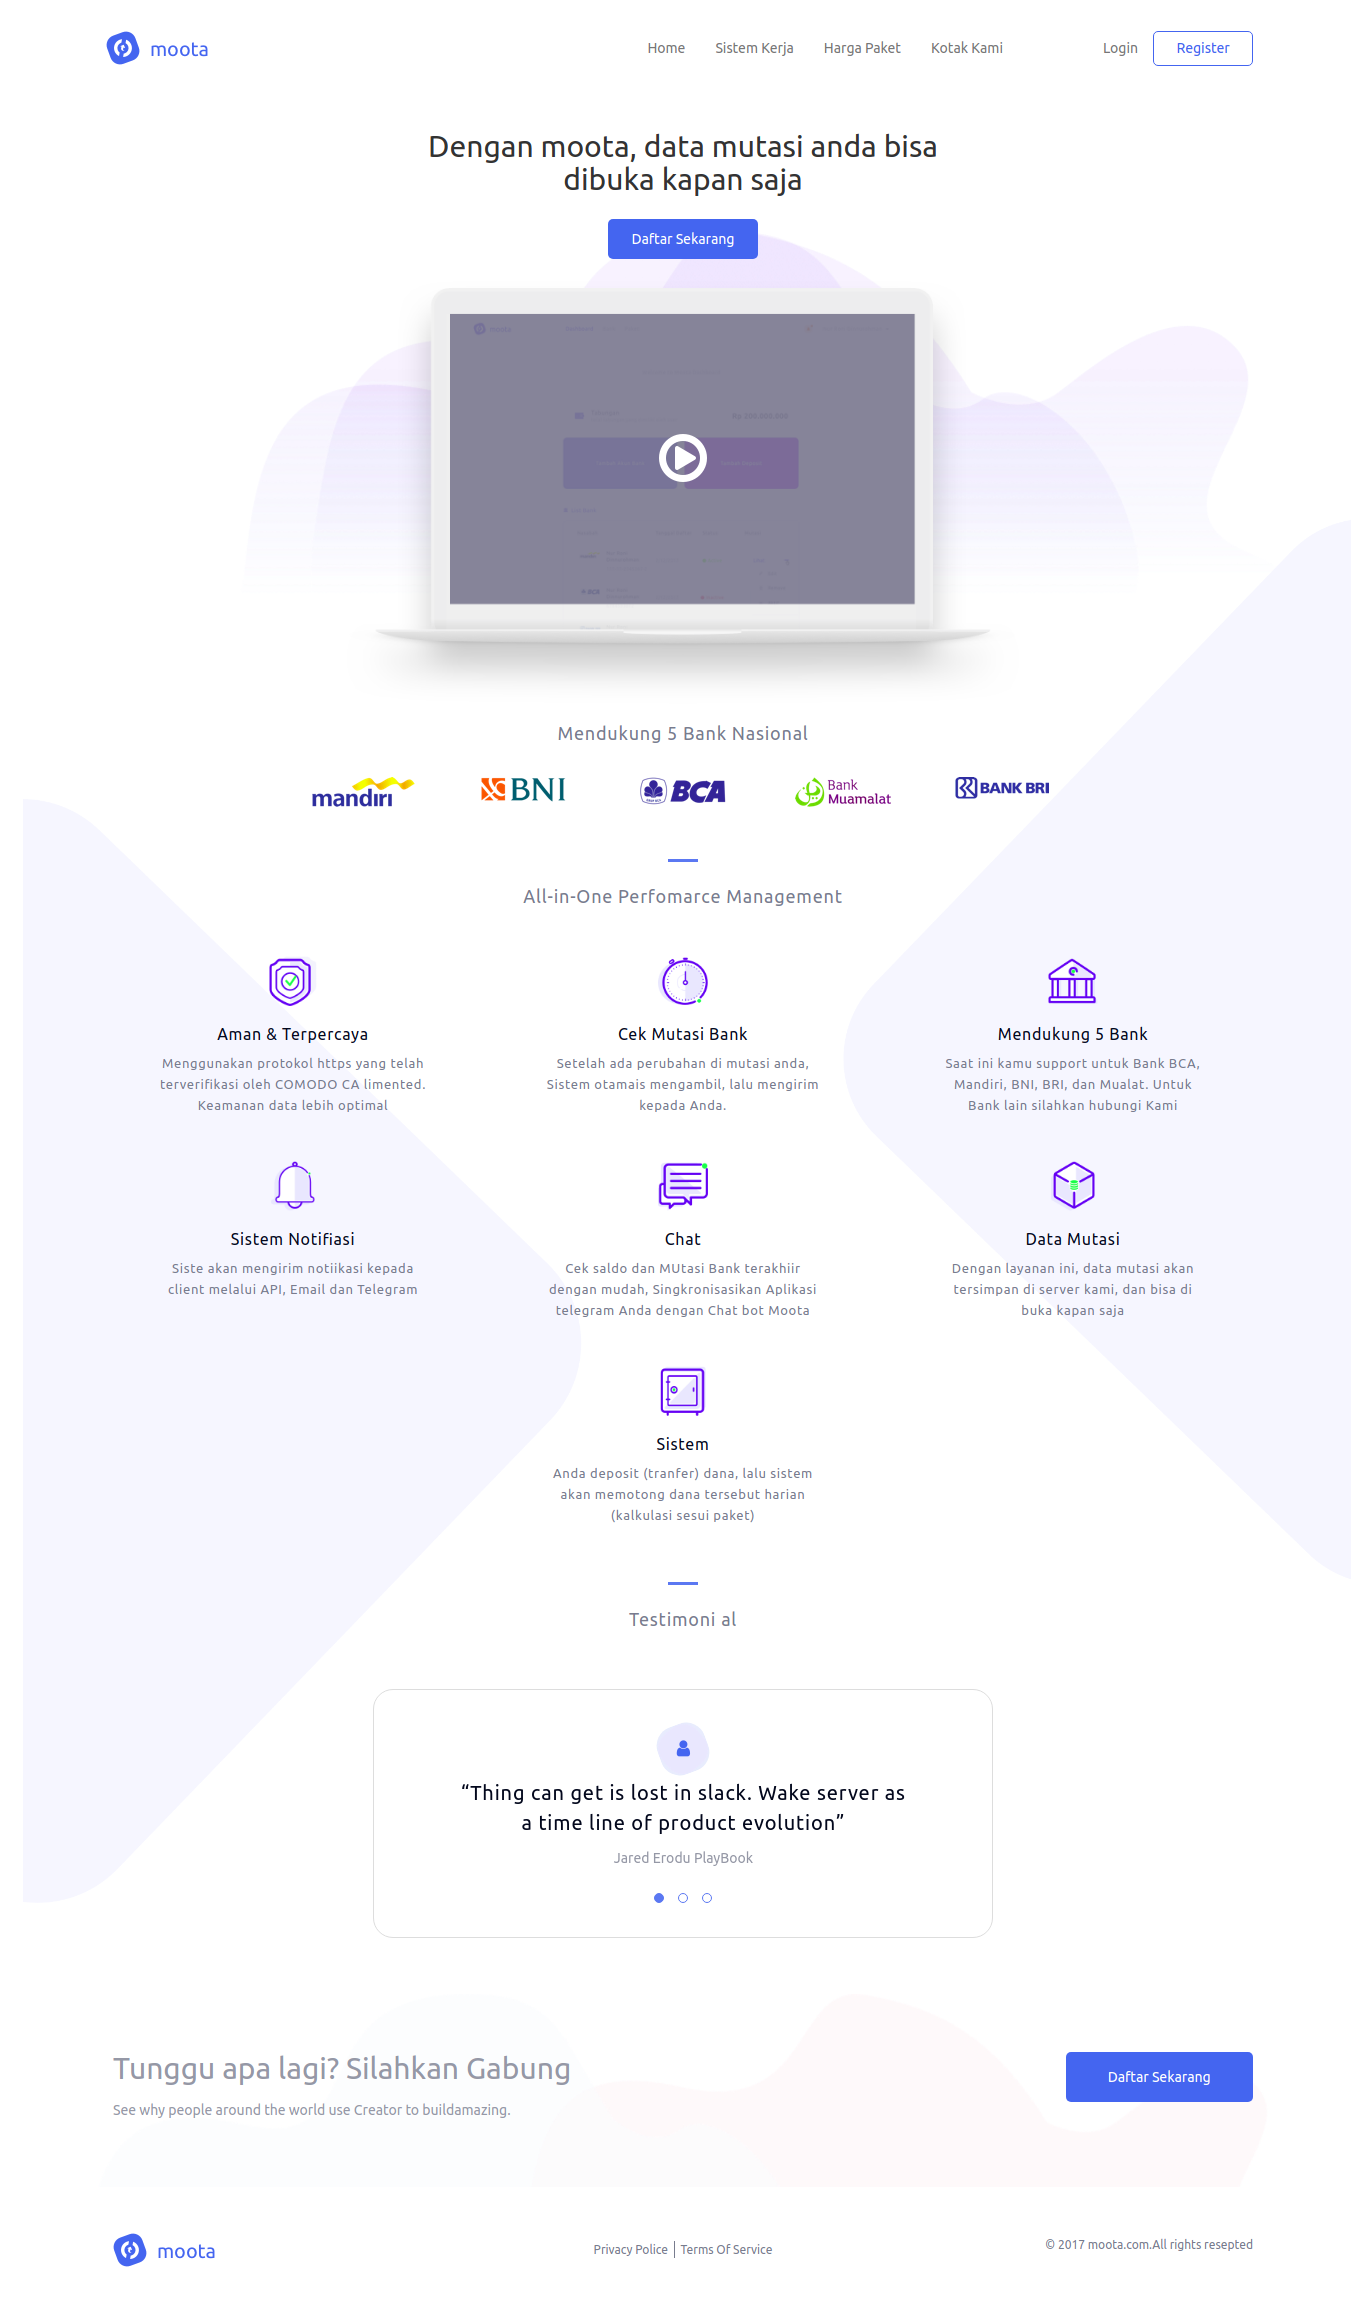 moota
Home Sistem Kerja Harga Paket Kotak Kami Login Register
Dengan moota, data mutasi anda bisa
dibuka kapan saja
Daftar Sekarang
moota
Mendukung 5 Bank Nasional
mandiri
BNI
BCA
Bank
Muamalat
BANK BRI
All-in-One Perfomarce Management
Aman & Terpercaya
Menggunakan protokol https yang telah
terverifikasi oleh COMODO CA limented.
Keamanan data lebih optimal
Cek Mutasi Bank
Setelah ada perubahan di mutasi anda,
Sistem otamais mengambil, lalu mengirim
kepada Anda.
Mendukung 5 Bank
Saat ini kamu support untuk Bank BCA,
Mandiri, BNI, BRI, dan Mualat. Untuk
Bank lain silahkan hubungi Kami
Sistem Notifiasi
Siste akan mengirim notiikasi kepada
client melalui API, Email dan Telegram
Chat
Cek saldo dan MUtasi Bank terakhiir
dengan mudah, Singkronisasikan Aplikasi
telegram Anda dengan Chat bot Moota
Data Mutasi
Dengan layanan ini, data mutasi akan
tersimpan di server kami, dan bisa di
buka kapan saja
Sistem
Anda deposit (tranfer) dana, lalu sistem
akan memotong dana tersebut harian
(kalkulasi sesui paket)
Testimoni al
“Thing can get is lost in slack. Wake server as
a time line of product evolution”
Jared Erodu PlayBook
Tunggu apa lagi? Silahkan Gabung
See why people around the world use Creator to buildamazing.
Daftar Sekarang
moota
Privacy Police | Terms Of Service
© 2017 moota.com.All rights resepted